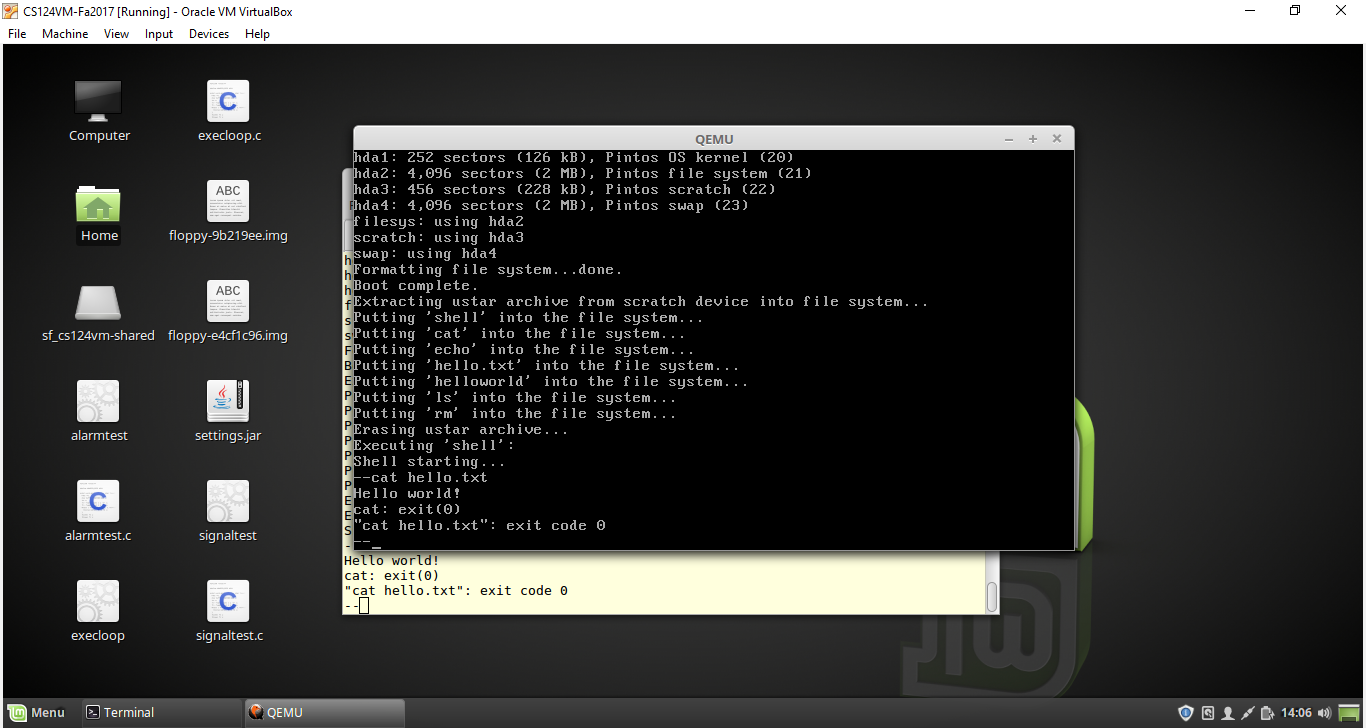 CS124VM-Fa2017 [Running] - Oracle VM VirtualBox
File Machine View Input Devices Help
Computer
execloop.c
Home
floppy-9b219ee.img
sf_cs124vm-shared
floppy-e4cf1c96.img
alarmtest
settings.jar
alarmtest.c
signaltest
execloop
signaltest.c
ABC
ABC
QEMU
hda1: 252 sectors (126 kB), Pintos OS kernel (20)
hda2: 4,096 sectors (2 MB), Pintos file system (21)
hda3: 456 sectors (228 kB), Pintos scratch (22)
hda4: 4,096 sectors (2 MB), Pintos swap (23)
filesys: using hda2
scratch: using hda3
swap: using hda4
Formatting file system...done.
Boot complete.
Extracting ustar archive from scratch device into file system...
Putting 'shell' into the file system...
Putting 'cat' into the file system...
Putting 'echo' into the file system...
Putting 'hello.txt' into the file system...
Putting 'helloworld' into the file system...
Putting 'ls' into the file system...
Putting 'rm' into the file system...
Erasing ustar archive...
Executing 'shell':
Shell starting...
--cat hello.txt
Hello world!
cat: exit(0)
"cat hello.txt": exit code 0
--
Hello world!
cat: exit(0)
"cat hello.txt": exit code 0
--
Menu
Terminal
QEMU
14:06